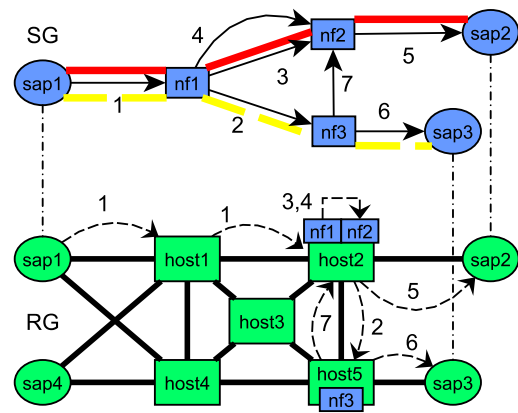 SG
4
nf2
sap2
sap1
nf1
3
5
1
2
7
6
nf3
sap3
3,4
1
1
nf1
nf2
sap1
host1
host2
sap2
5
RG
host3
7
2
6
sap4
host4
host5
sap3
nf3